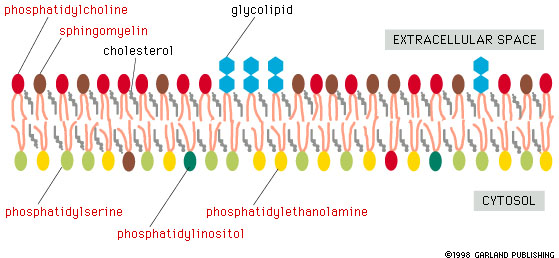 phosphatidylcholine
glycolipid
sphingomyelin
cholesterol
EXTRACELLULAR SPACE
phosphatidylserine
phosphatidylethanolamine
CYTOSOL
phosphatidylinositol
©1998 GARLAND PUBLISHING